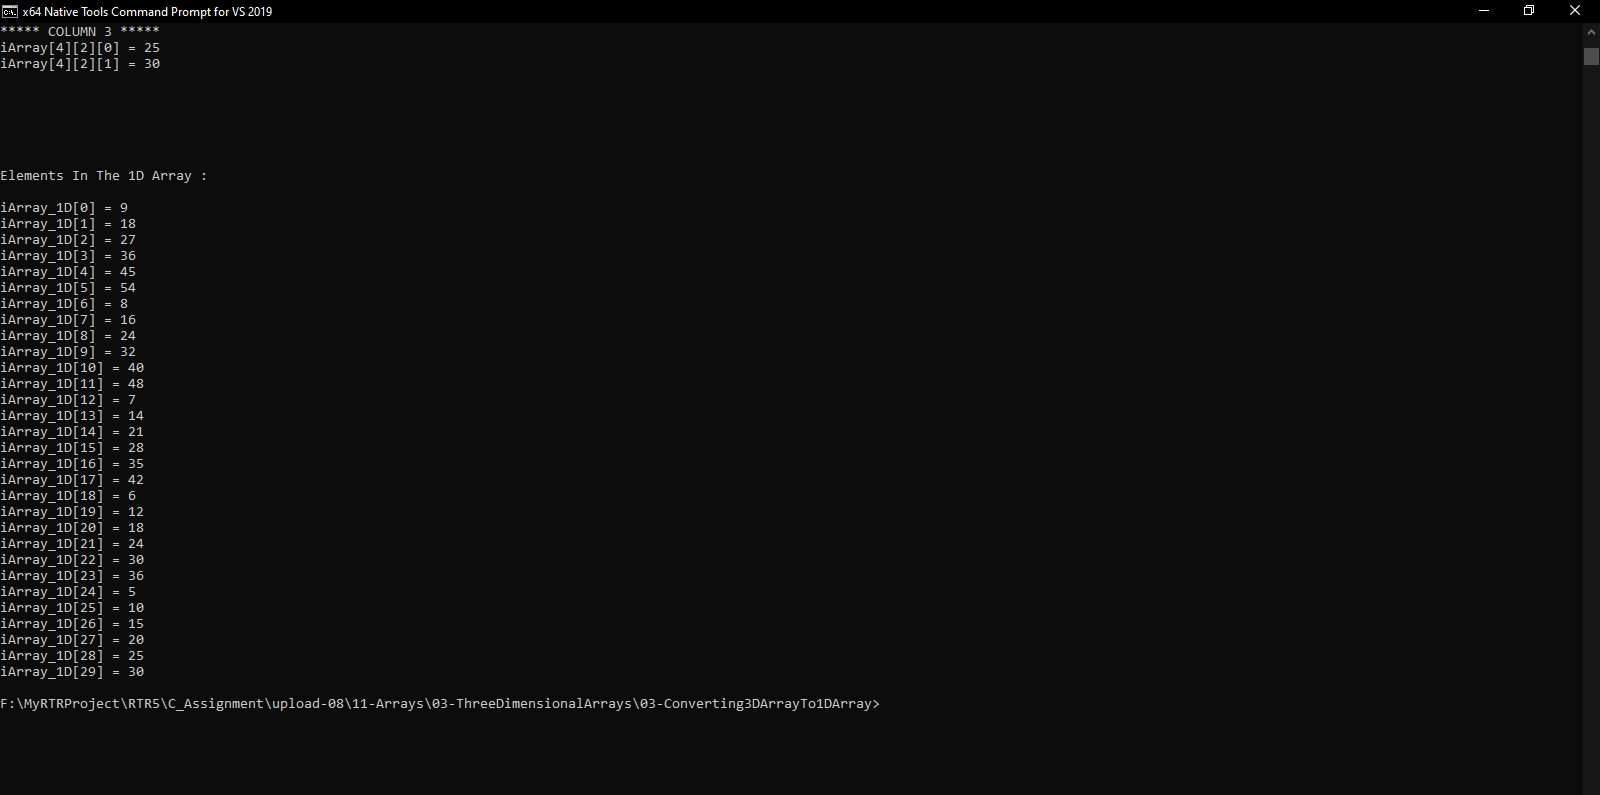 x64 Native Tools Command Prompt for VS 2019
***** COLUMN 3 *****
iArray[4][2][0] = 25
iArray[4][2][1] = 30
Elements In The 1D Array :
iArray_1D[0] = 9
iArray_1D[1] = 18
iArray_1D[2] = 27
iArray_1D[3] = 36
iArray_1D[4] = 45
iArray_1D[5] = 54
iArray_1D[6] = 8
iArray_1D[7] = 16
iArray_1D[8] = 24
iArray_1D[9] = 32
iArray_1D[10] = 40
iArray_1D[11] = 48
iArray_1D[12] = 7
iArray_1D[13] = 14
iArray_1D[14] = 21
iArray_1D[15] = 28
iArray_1D[16] = 35
iArray_1D[17] = 42
iArray_1D[18] = 6
iArray_1D[19] = 12
iArray_1D[20] = 18
iArray_1D[21] = 24
iArray_1D[22] = 30
iArray_1D[23] = 36
iArray_1D[24] = 5
iArray_1D[25] = 10
iArray_1D[26] = 15
iArray_1D[27] = 20
iArray_1D[28] = 25
iArray_1D[29] = 30
F:\MyRTRProject\RTR5\C_Assignment\upload-08\11-Arrays\03-ThreeDimensionalArrays\03-Converting3DArrayTo1DArray>